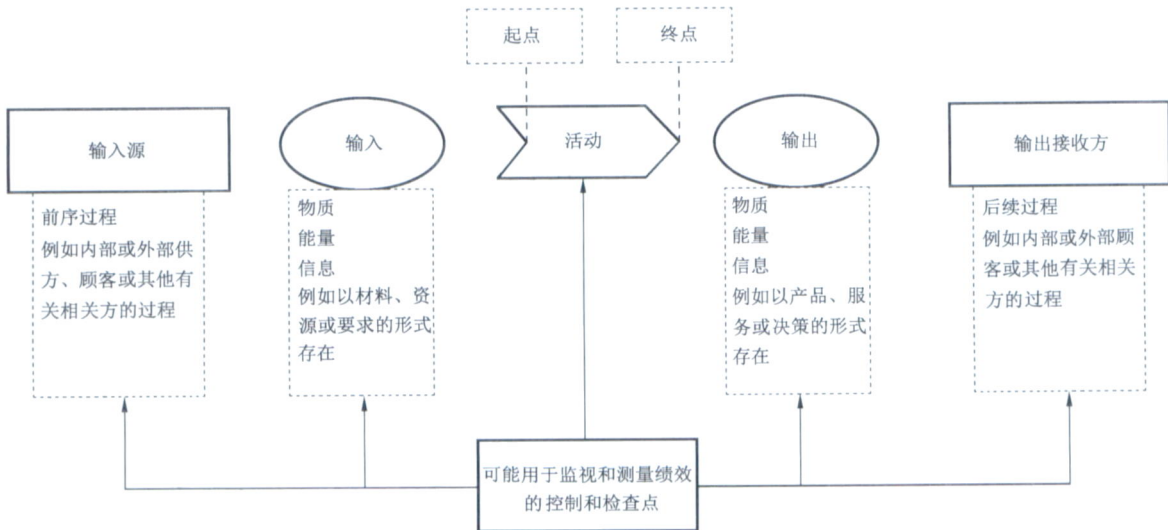 起点
终点
输入源
输入
活动
输出
输出接收方
前序过程
例如内部或外部供
方、顾客或其他有
关相关方的过程
物质
能量
信息
例如以材料、资
源或要求的形式
存在
物质
能量
信息
例如以产品、服
务或决策的形式
存在
后续过程
例如内部或外部顾
客或其他有关相关
方的过程
可能用于监视和测量绩效
的控制和检查点